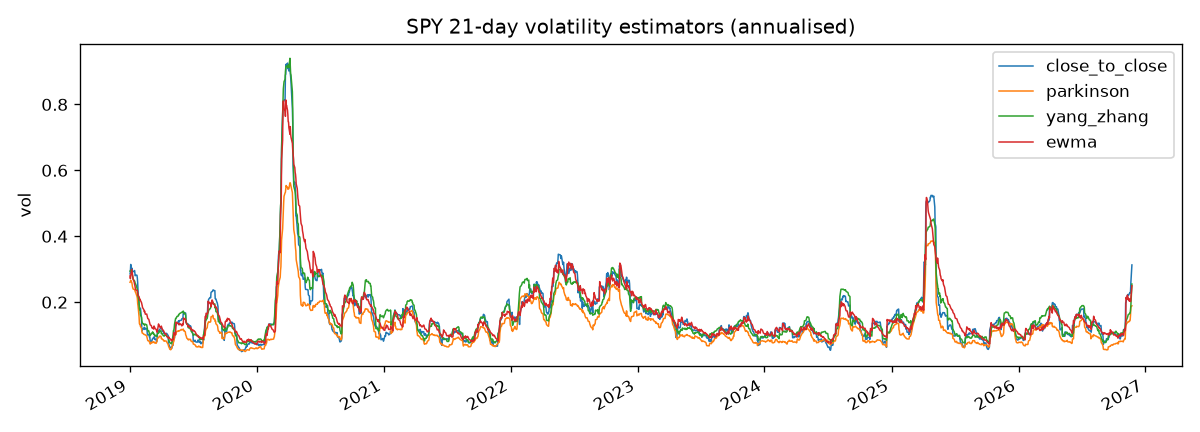 SPY 21-day volatility estimators (annualised)
close_to_close
parkinson
yang_zhang
ewma
vol
0.8
0.6
0.4
0.2
2019
2020
2021
2022
2023
2024
2025
2026
2027